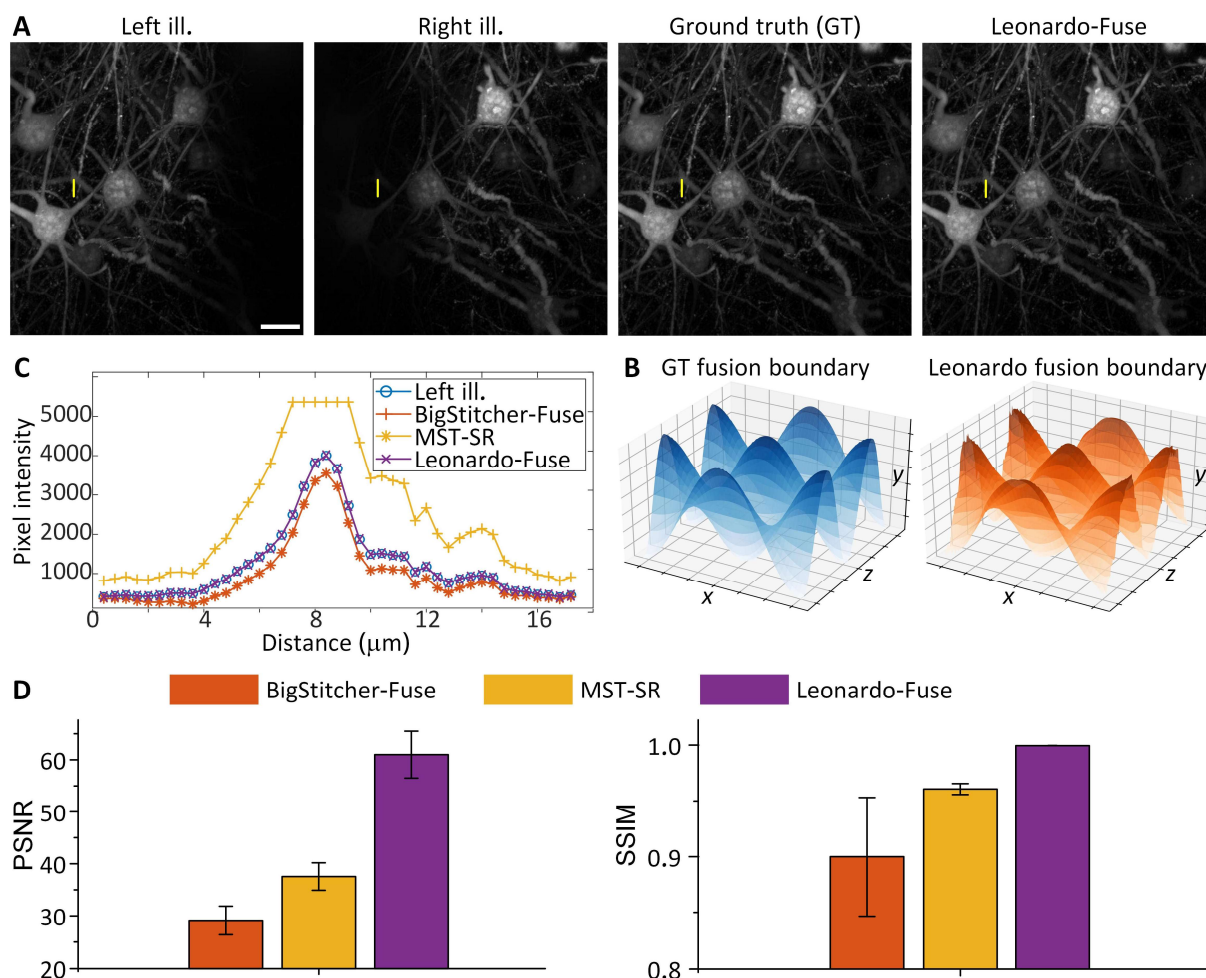 A
Left ill.
Right ill.
Ground truth (GT)
Leonardo-Fuse
C
Pixel intensity
5000
4000
3000
2000
1000
0
4
8
12
16
Distance (μm)
Left ill.
BigStitcher-Fuse
MST-SR
Leonardo-Fuse
B
GT fusion boundary
Leonardo fusion boundary
y
z
x
y
z
x
D
BigStitcher-Fuse
MST-SR
Leonardo-Fuse
PSNR
60
50
40
30
20
SSIM
1.0
0.9
0.8